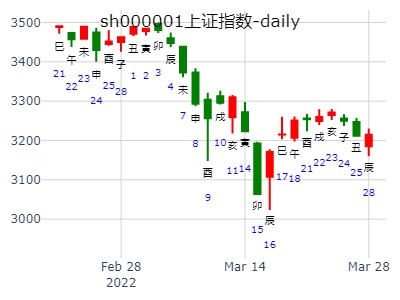 sh000001上证指数-daily
3500
3400
3300
3200
3100
3000
巳 午 未 申 酉 子 丑 寅 卯 辰 未 申 酉 戌 亥 寅 卯 辰 巳 午 酉 戌 亥 子 丑 辰
21 22 23 24 25 28 1 2 3 4 7 8 9 10 11 14 15 16 17 18 21 22 23 24 25 28
Feb 28
2022
Mar 14
Mar 28